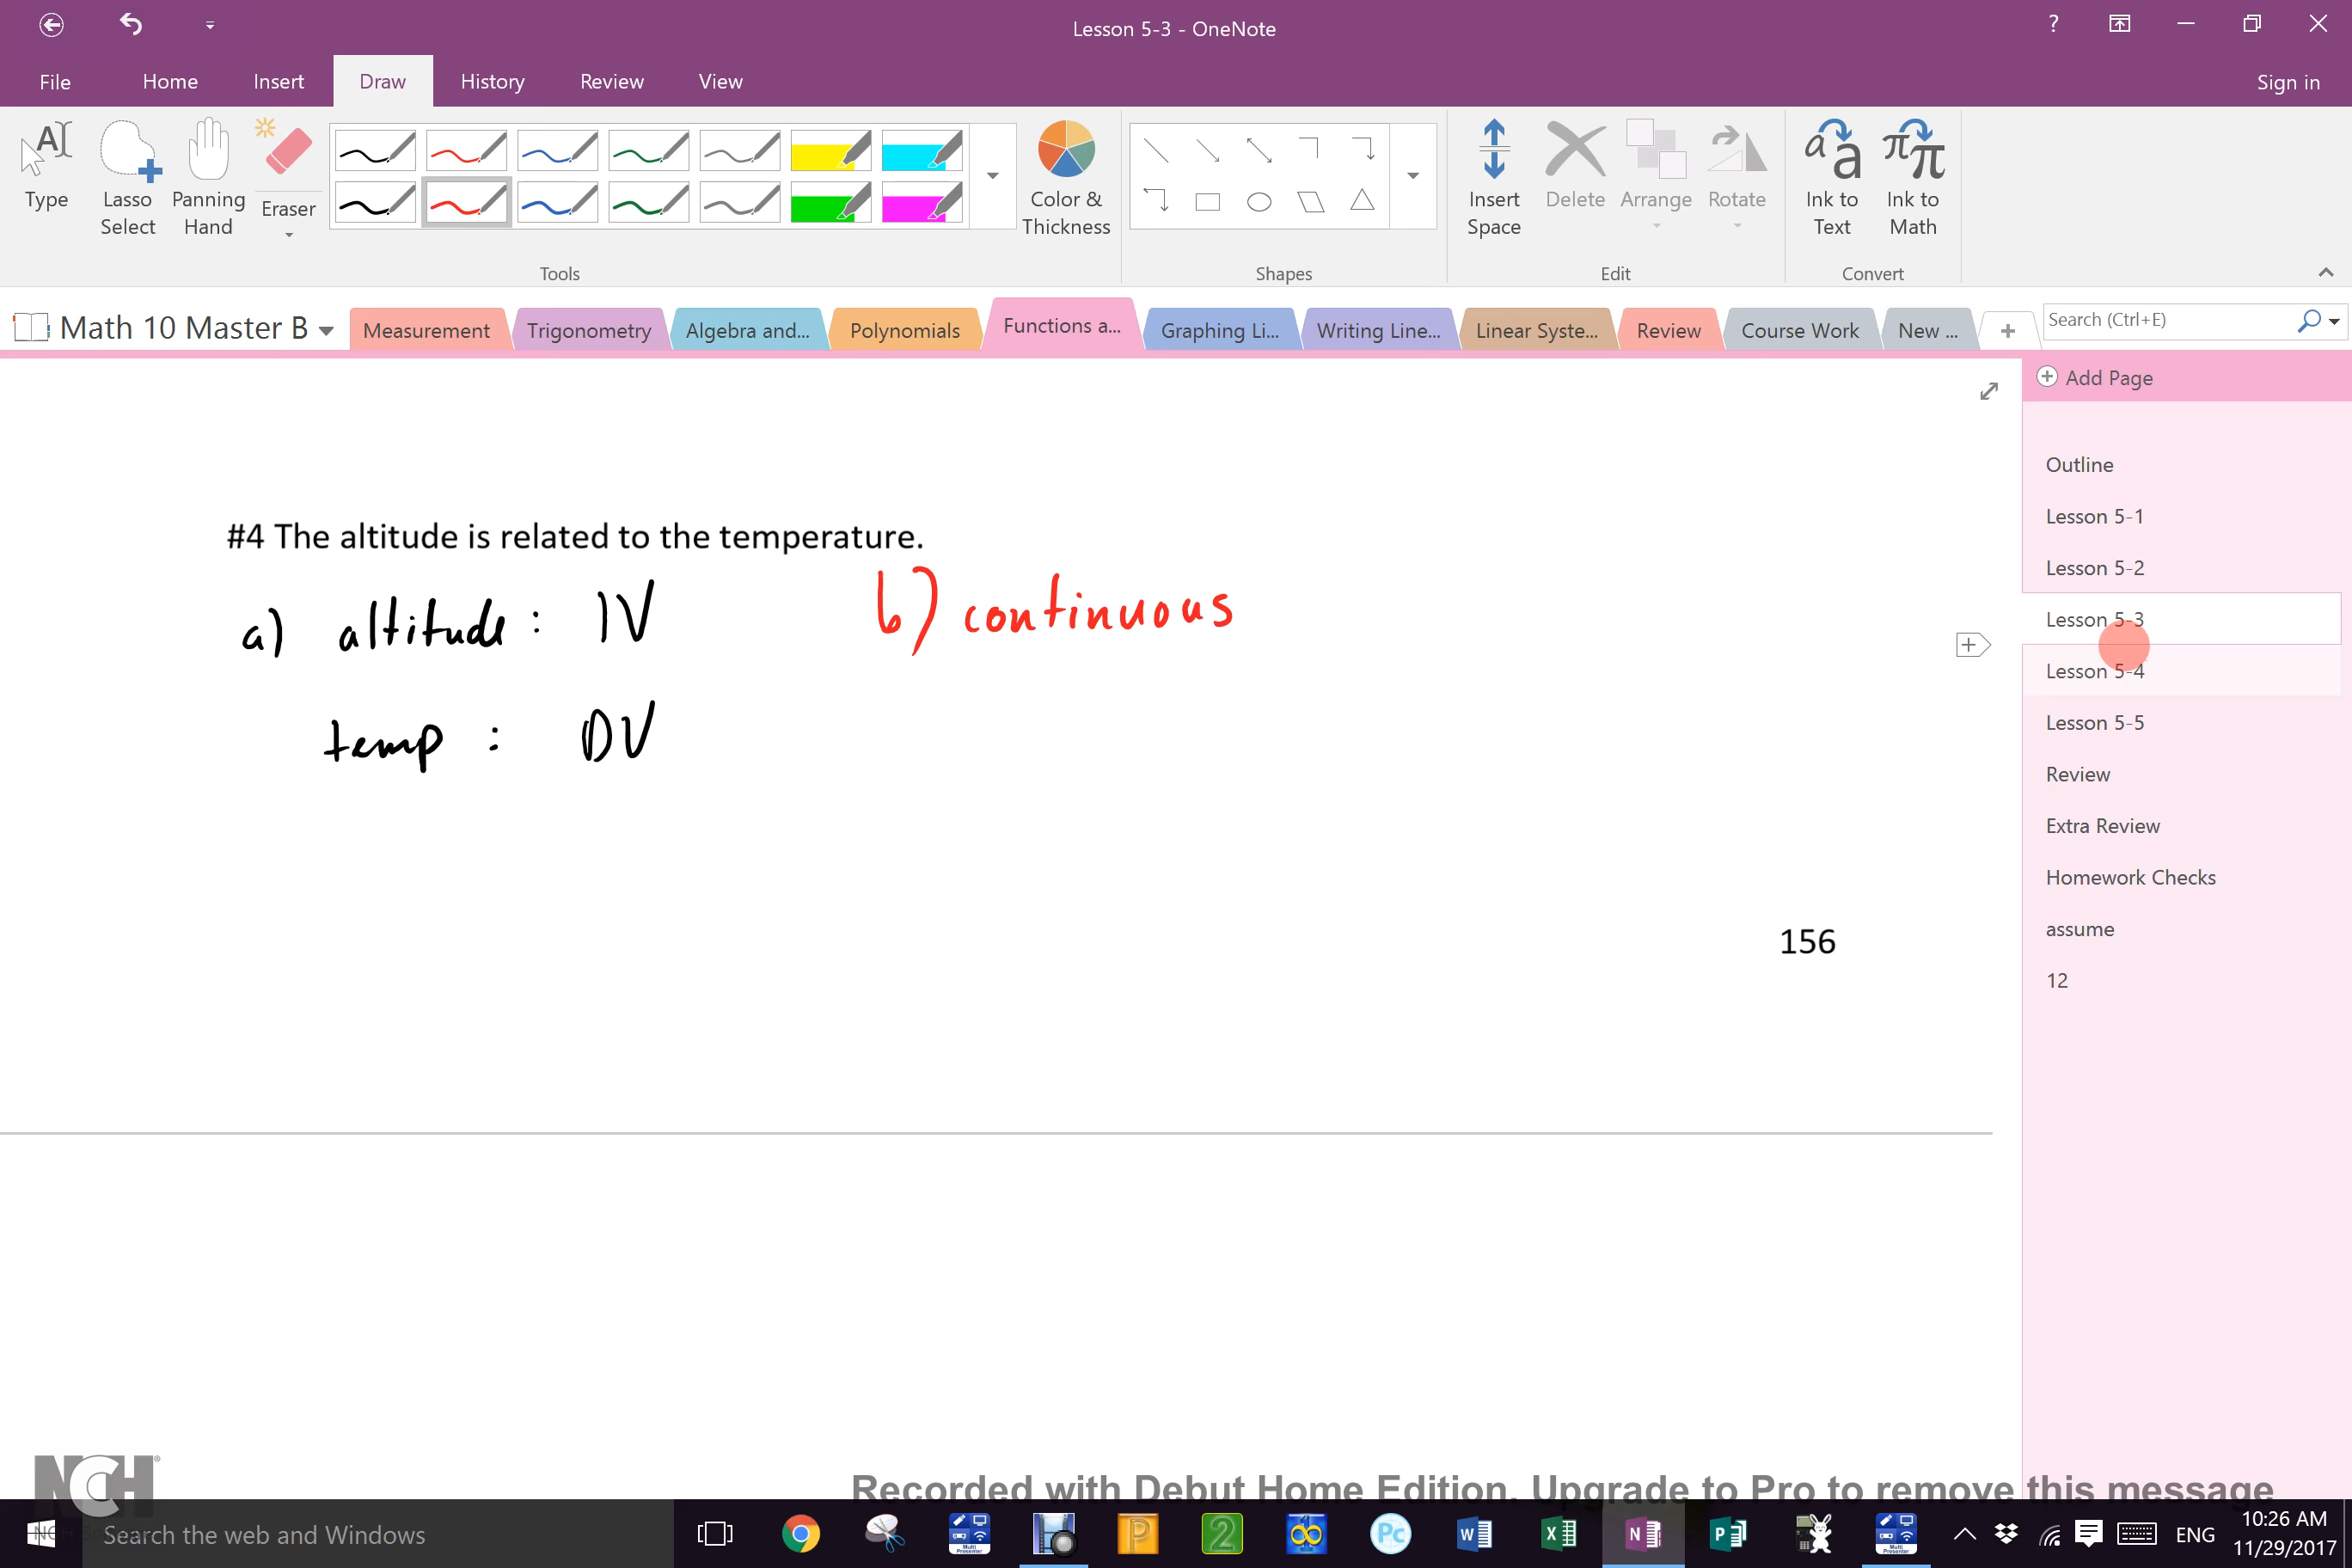 Lesson 5-3 - OneNote
?
File Home Insert Draw History Review View Sign in
Type
Lasso Select
Panning Hand
Eraser
Color & Thickness
Insert Space
Delete
Arrange
Rotate
Ink to Text
Ink to Math
Tools Shapes Edit Convert
Math 10 Master B Measurement Trigonometry Algebra and... Polynomials Functions a... Graphing Li... Writing Line... Linear Syste... Review Course Work New ... + Search (Ctrl+E)
Add Page
Outline
Lesson 5-1
Lesson 5-2
Lesson 5-3
Lesson 5-4
Lesson 5-5
Review
Extra Review
Homework Checks
assume
12
#4 The altitude is related to the temperature.
a) altitude : IV
b) continuous
temp : DV
156
NCH
Recorded with Debut Home Edition. Upgrade to Pro to remove this message
Search the web and Windows
ENG
10:26 AM
11/29/2017